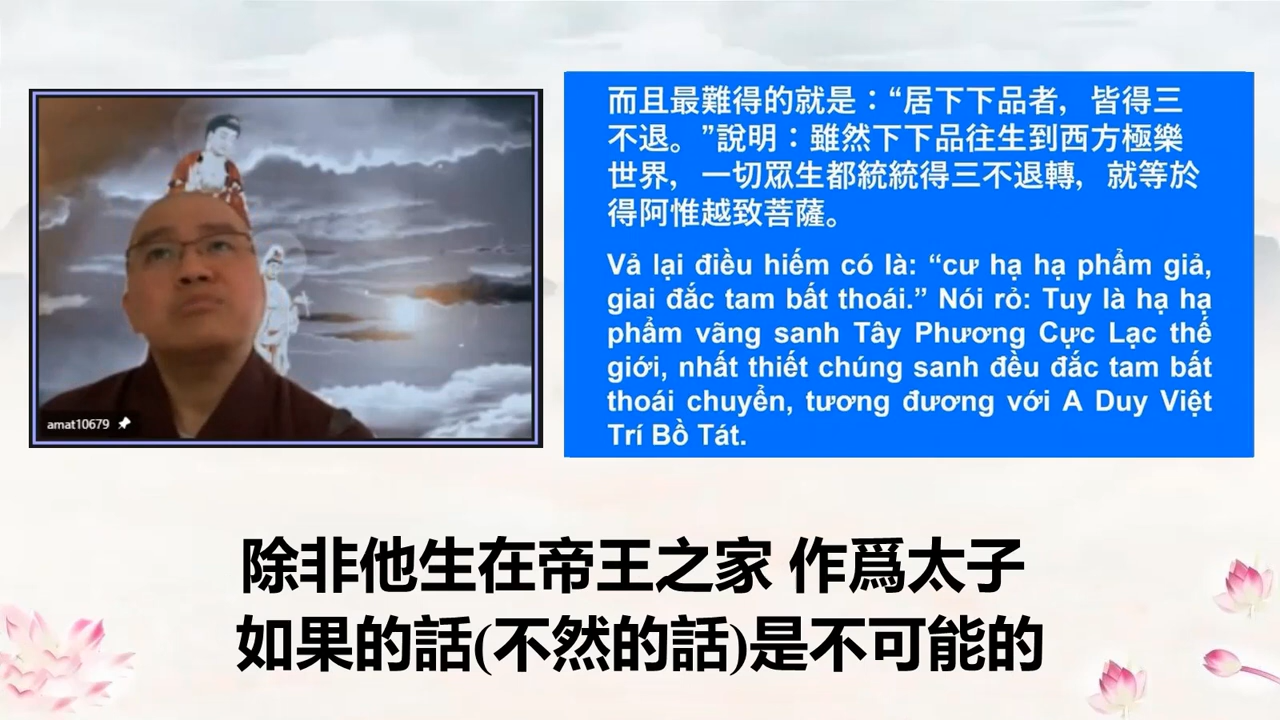 而且最難得的就是：“居下下品者，皆得三
不退。”說明：雖然下下品往生到西方極樂
世界，一切眾生都統統得三不退轉，就等於
得阿惟越致菩薩。
Vả lại điều hiếm có là: “cư hạ hạ phẩm giả,
giai đắc tam bất thoái.” Nói rỏ: Tuy là hạ hạ
phẩm vãng sanh Tây Phương Cực Lạc thế
giới, nhất thiết chúng sanh đều đắc tam bất
thoái chuyển, tương đương với A Duy Việt
Trí Bồ Tát.
amat10679
除非他生在帝王之家 作爲太子
如果的話(不然的話)是不可能的